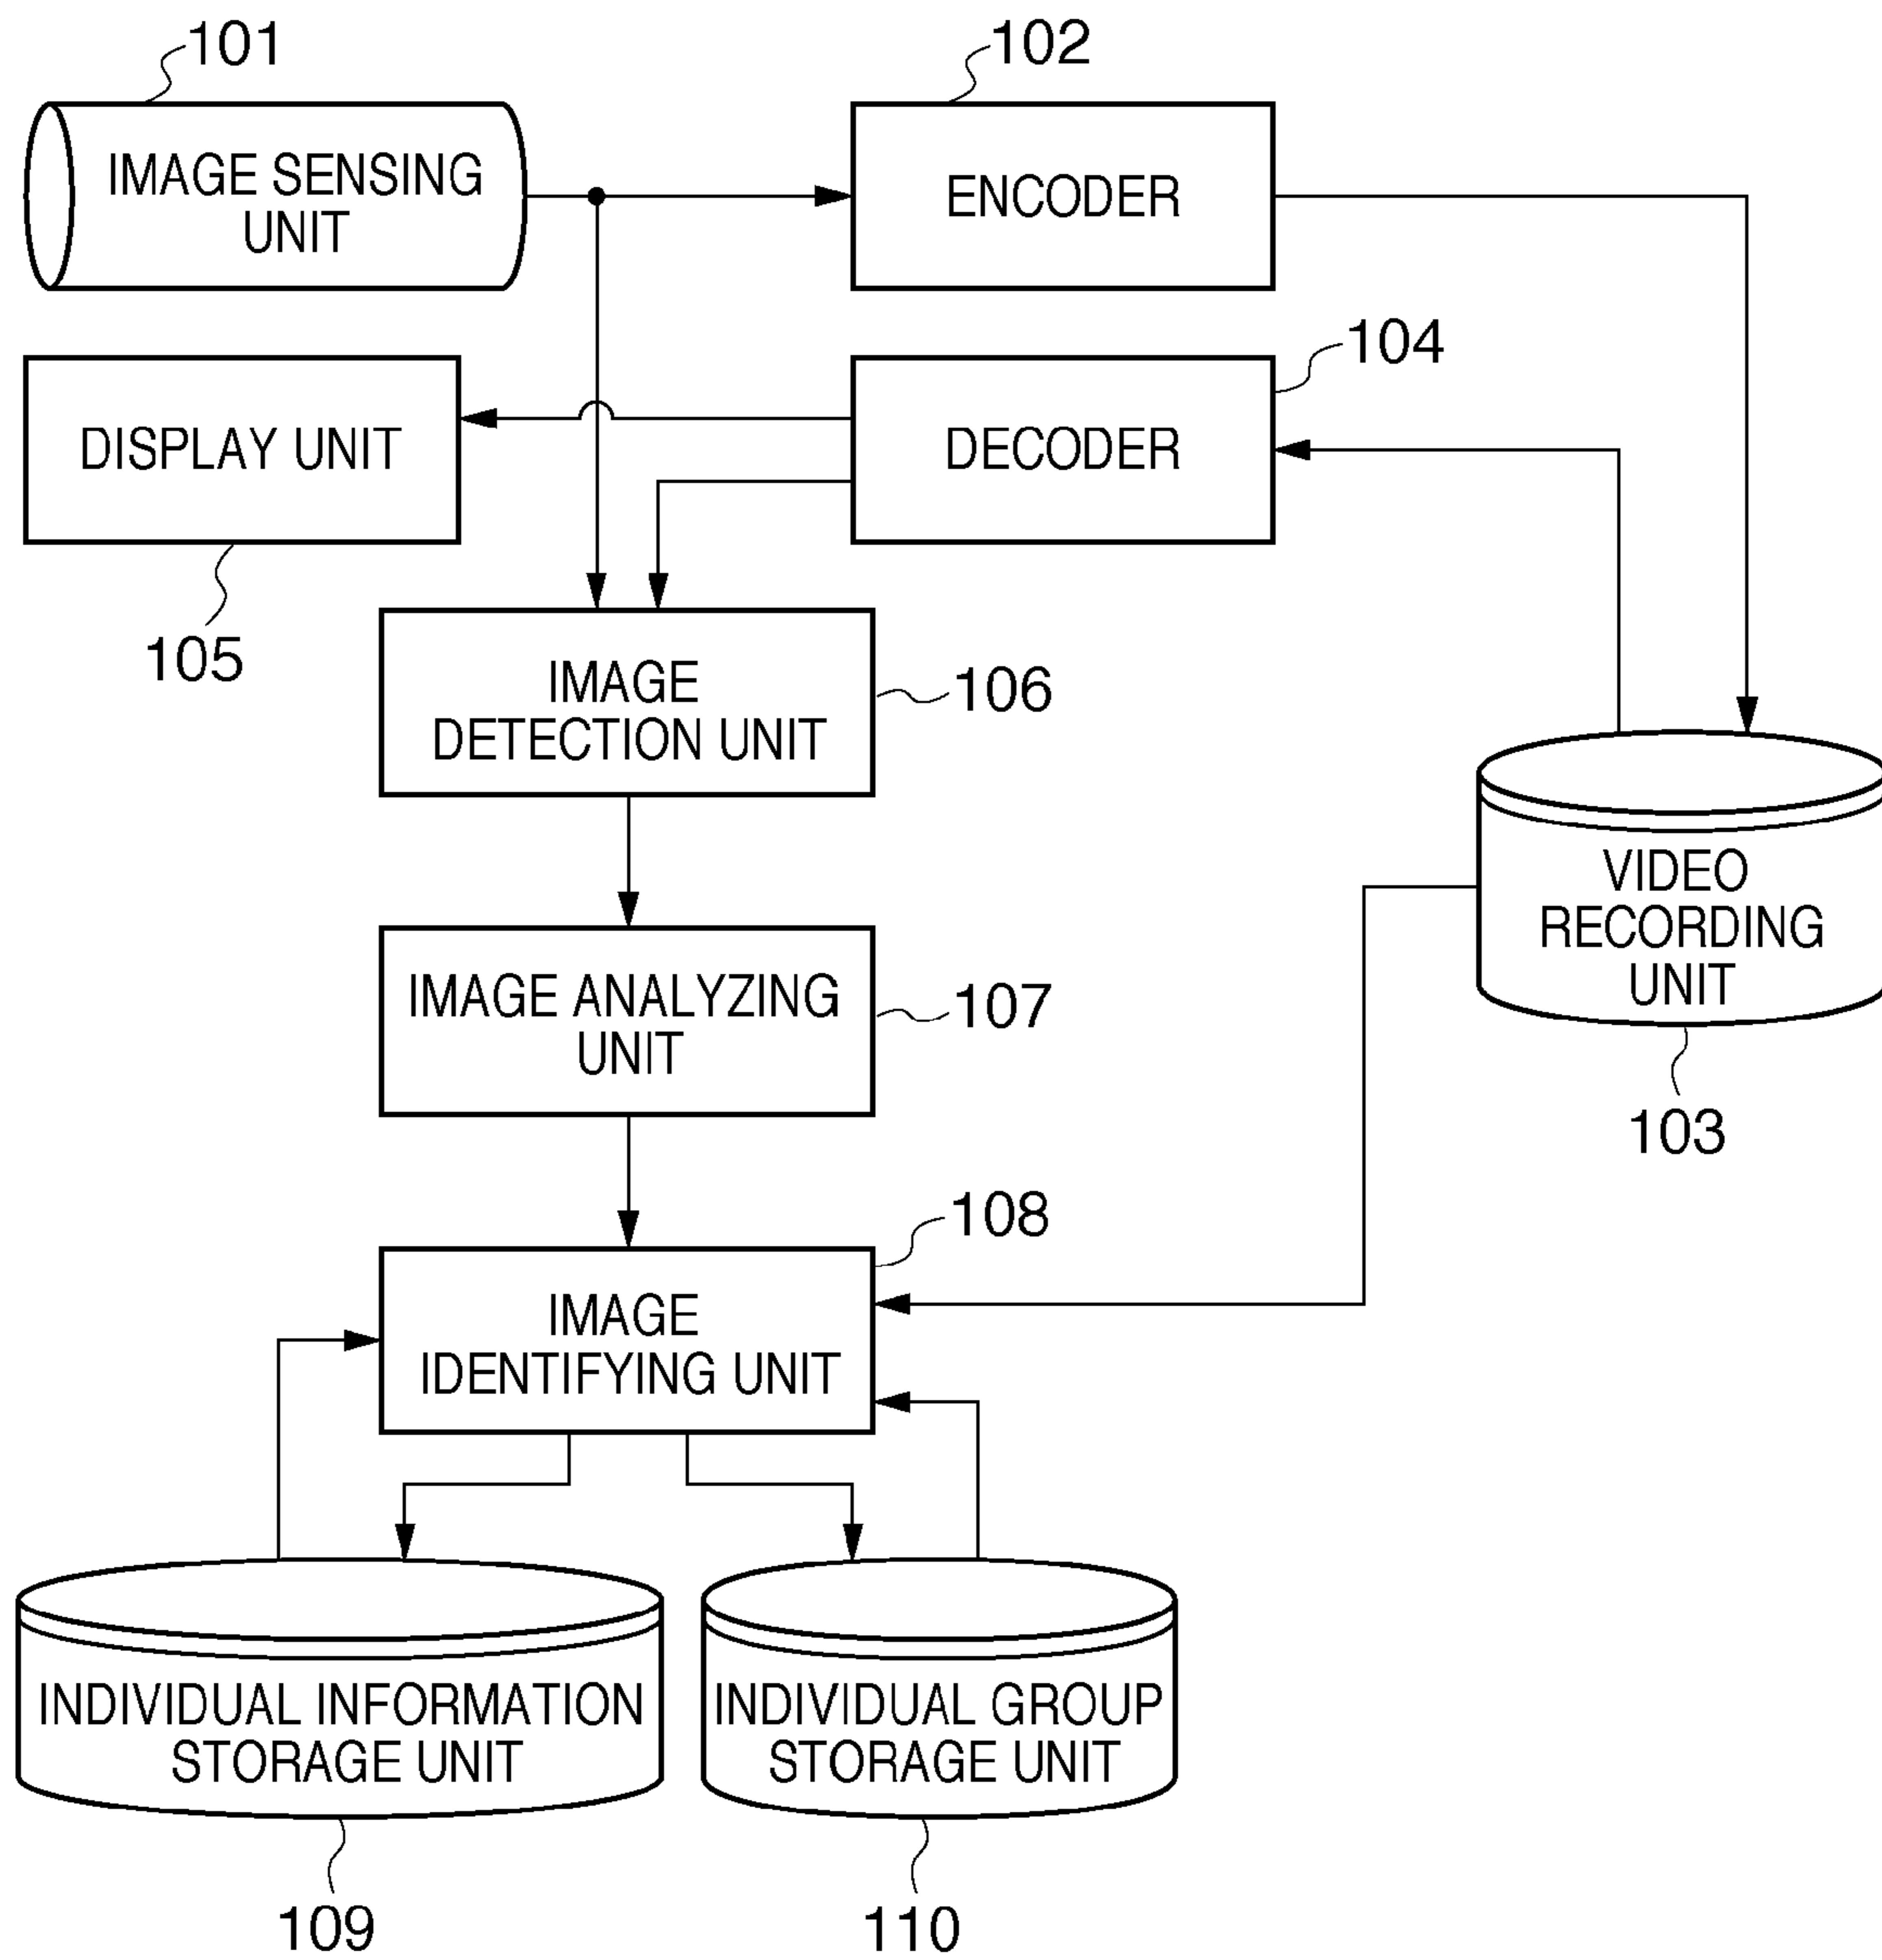 101
102
IMAGE SENSING
UNIT
ENCODER
104
DISPLAY UNIT
DECODER
105
IMAGE
DETECTION UNIT
106
VIDEO
RECORDING
UNIT
IMAGE ANALYZING
UNIT
107
103
108
IMAGE
IDENTIFYING UNIT
INDIVIDUAL INFORMATION
STORAGE UNIT
INDIVIDUAL GROUP
STORAGE UNIT
109
110